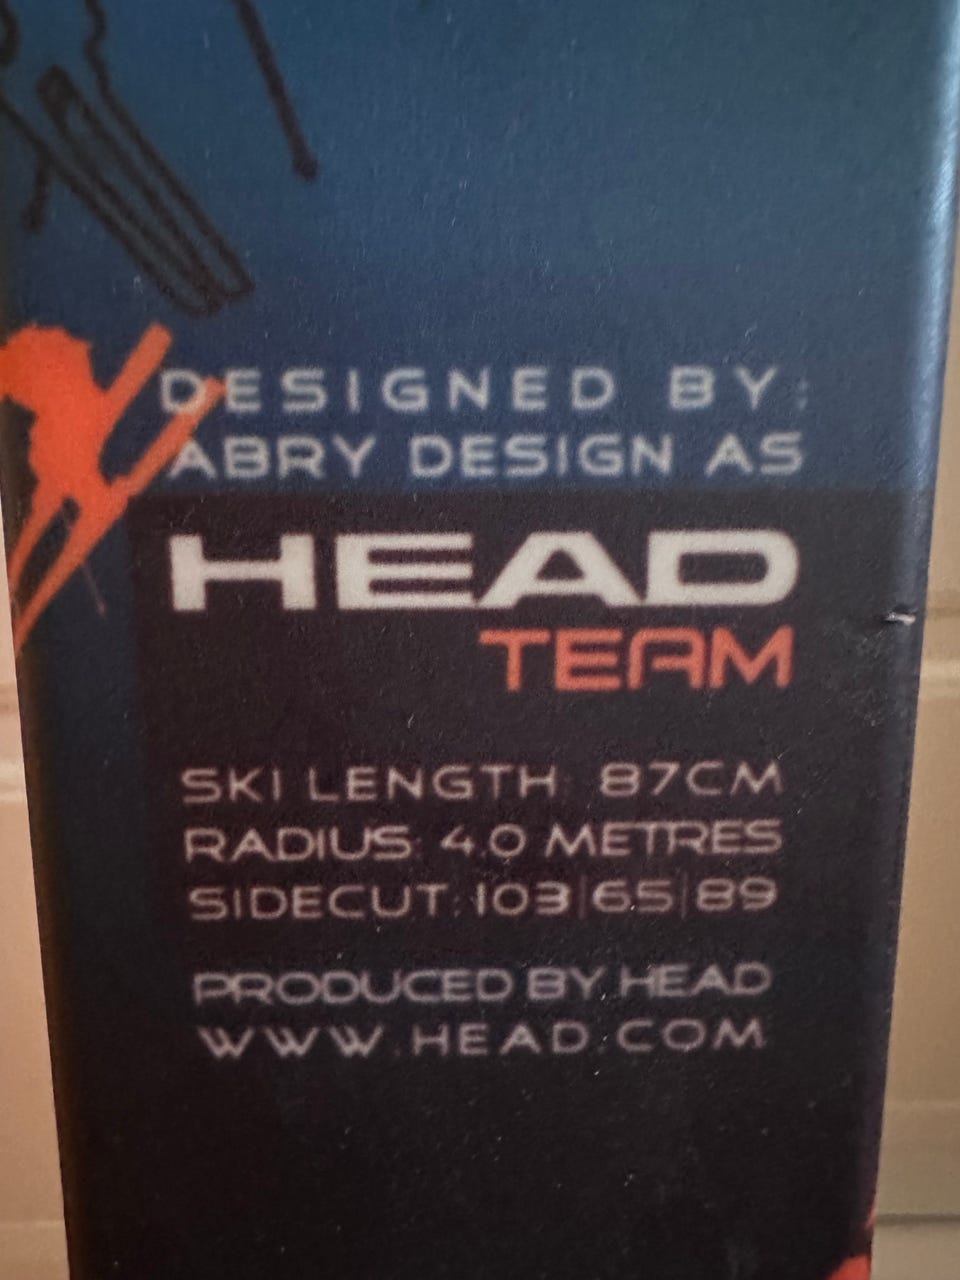 DESIGNED BY:
ABRY DESIGN AS
HEAD
TEAM
SKI LENGTH: 87CM
RADIUS: 4.0 METRES
SIDECUT: 103|65|89
PRODUCED BY HEAD
WWW.HEAD.COM